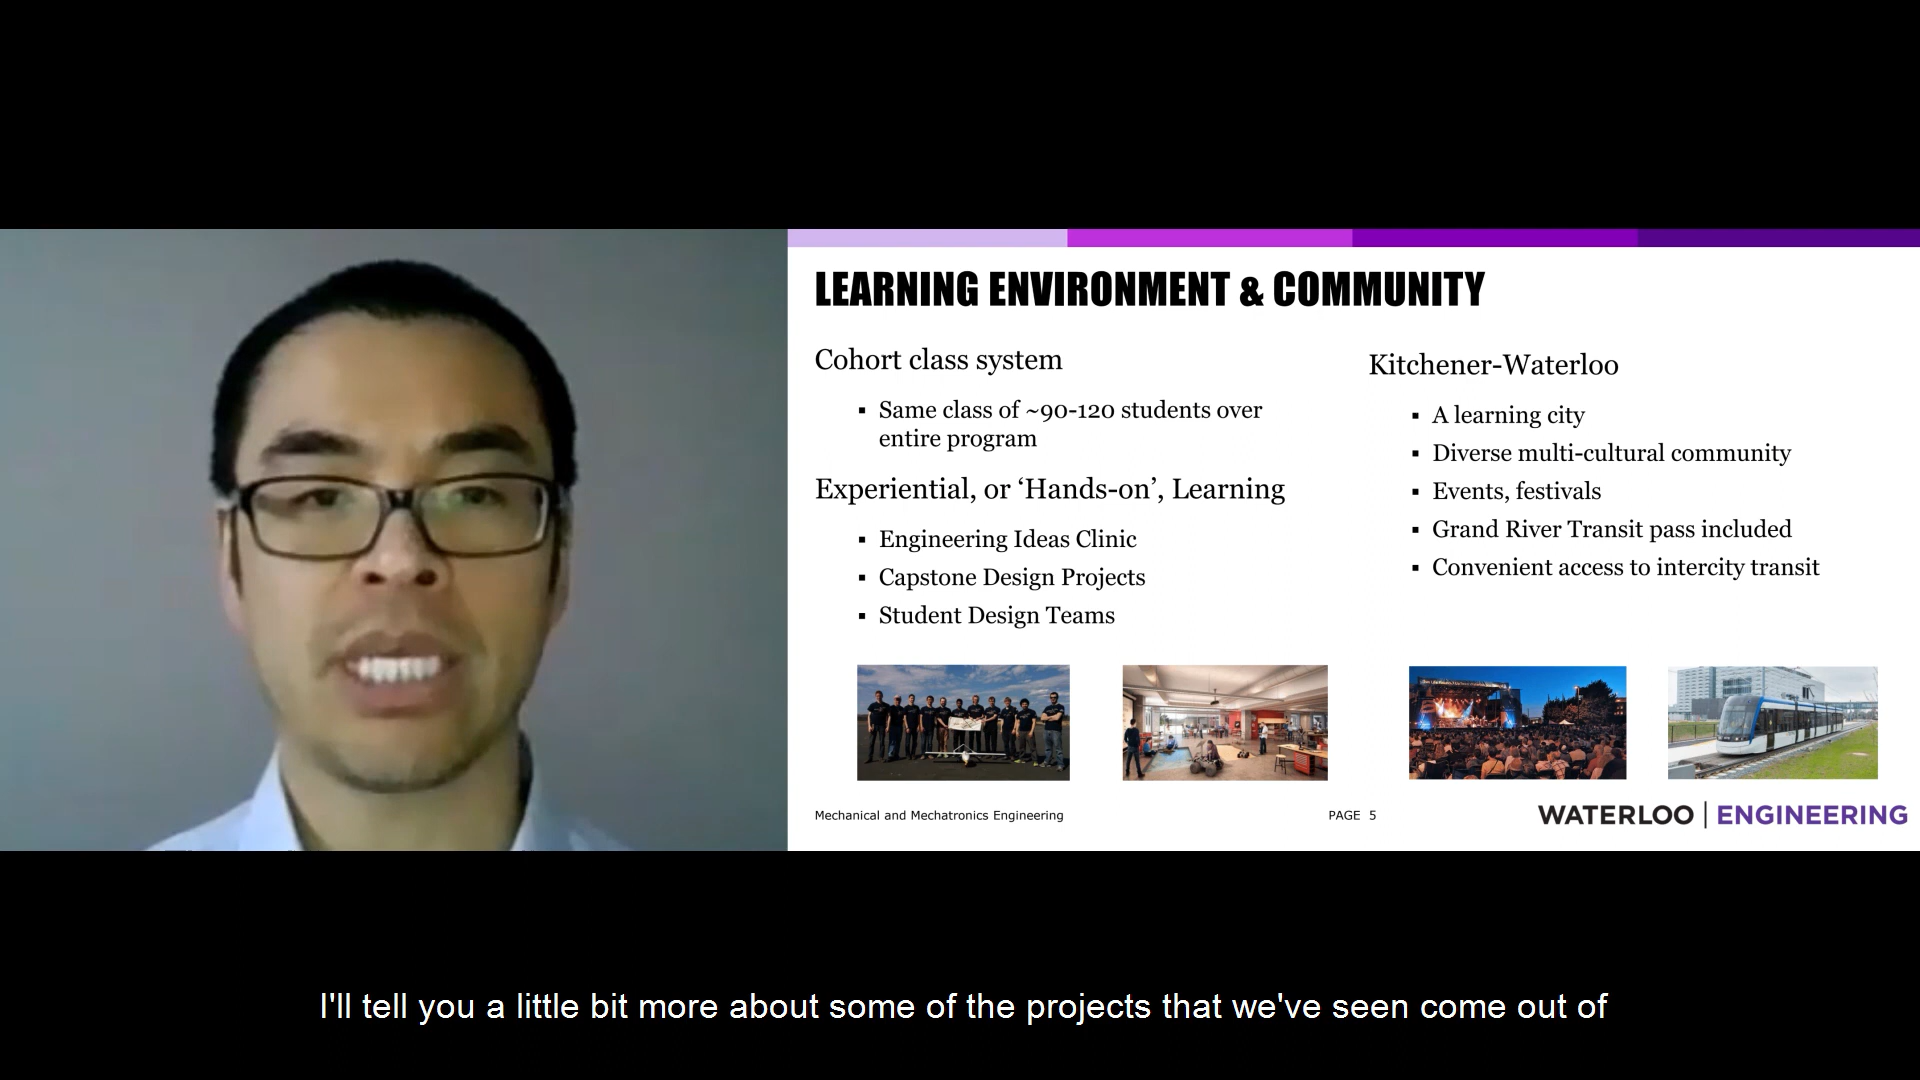 LEARNING ENVIRONMENT & COMMUNITY
Cohort class system
▪ Same class of ~90-120 students over
entire program
Experiential, or ‘Hands-on’, Learning
▪ Engineering Ideas Clinic
▪ Capstone Design Projects
▪ Student Design Teams
Kitchener-Waterloo
▪ A learning city
▪ Diverse multi-cultural community
▪ Events, festivals
▪ Grand River Transit pass included
▪ Convenient access to intercity transit
Mechanical and Mechatronics Engineering
PAGE 5
WATERLOO | ENGINEERING
I'll tell you a little bit more about some of the projects that we've seen come out of